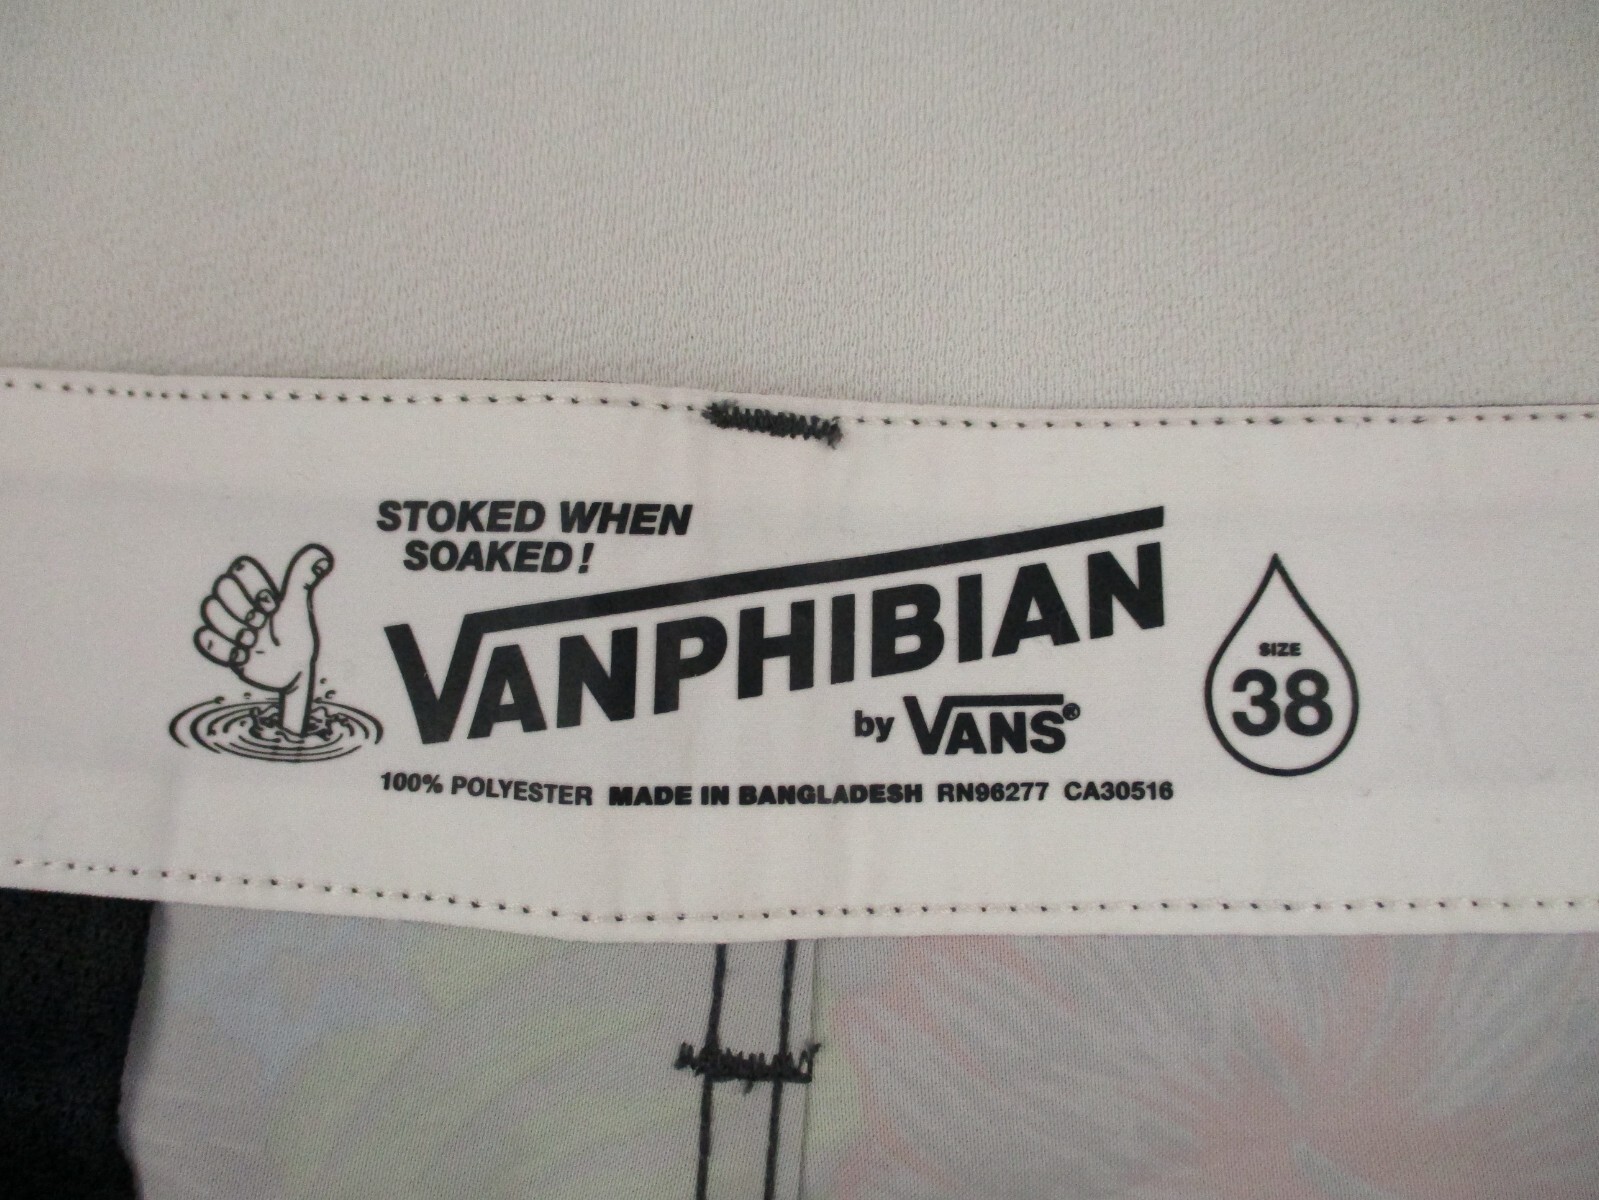 STOKED WHEN
SOAKED!
VANPHIBIAN
by VANS®
SIZE
38
100% POLYESTER MADE IN BANGLADESH RN96277 CA30516